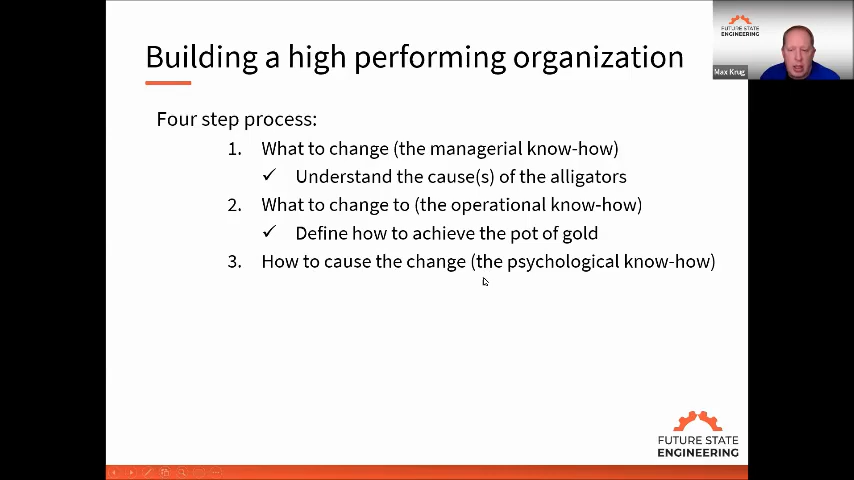 Building a high performing organization
FUTURE STATE
ENGINEERING
Max Krug
Four step process:
1. What to change (the managerial know-how)
✓ Understand the cause(s) of the alligators
2. What to change to (the operational know-how)
✓ Define how to achieve the pot of gold
3. How to cause the change (the psychological know-how)
FUTURE STATE
ENGINEERING